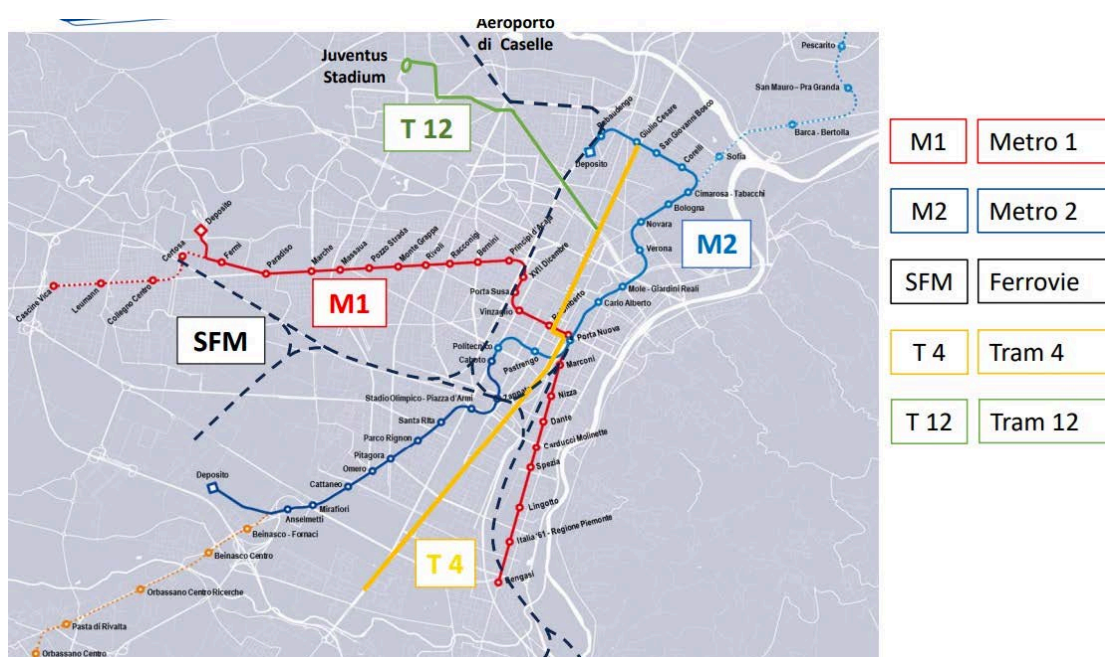 Aeroporto
di Caselle
Juventus
Stadium
T 12
Pescarito
San Mauro - Pra Granda
Barca - Bertolla
Sofia
Rebaudengo
Giulio Cesare
San Giovanni Bosco
Corelli
Deposito
Cimarosa - Tabacchi
Bologna
Novara
Verona
M2
Mole - Giardini Reali
Carlo Alberto
Deposito
Certosa
Fermi
Paradiso
Marche
Massaua
Pozzo Strada
Monte Grappa
Rivoli
Racconigi
Bernini
Principi d'Acaja
XVII Dicembre
Cascine Vica
Leumann
Collegno Centro
M1
Porta Susa
Vinzaglio
Re Umberto
Porta Nuova
SFM
Politecnico
Caboto
Pastrengo
Marconi
Zappata
Nizza
Stadio Olimpico - Piazza d'Armi
Santa Rita
Dante
Parco Rignon
Carducci Molinette
Pitagora
Spezia
Omero
Deposito
Cattaneo
Lingotto
Mirafiori
Anselmetti
Beinasco - Fornaci
Italia '61 - Regione Piemonte
Beinasco Centro
T 4
Bengasi
Orbassano Centro Ricerche
Pasta di Rivalta
Orbassano Centro
M1 Metro 1
M2 Metro 2
SFM Ferrovie
T 4 Tram 4
T 12 Tram 12